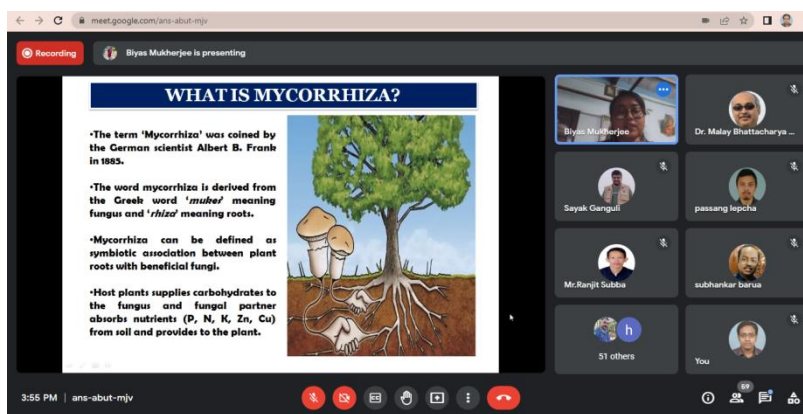 meet.google.com/ans-abut-mjv
Recording
Biyas Mukherjee is presenting
WHAT IS MYCORRHIZA?
•The term ‘Mycorrhiza’ was coined by
the German scientist Albert B. Frank
in 1885.
•The word mycorrhiza is derived from
the Greek word ‘mukes’ meaning
fungus and ‘rhiza’ meaning roots.
•Mycorrhiza can be defined as
symbiotic association between plant
roots with beneficial fungi.
•Host plants supplies carbohydrates to
the fungus and fungal partner
absorbs nutrients (P, N, K, Zn, Cu)
from soil and provides to the plant.
Biyas Mukherjee
Dr. Malay Bhattacharya ...
Sayak Ganguli
passang lepcha
Mr.Ranjit Subba
subhankar barua
h
51 others
You
3:55 PM | ans-abut-mjv
CC
59